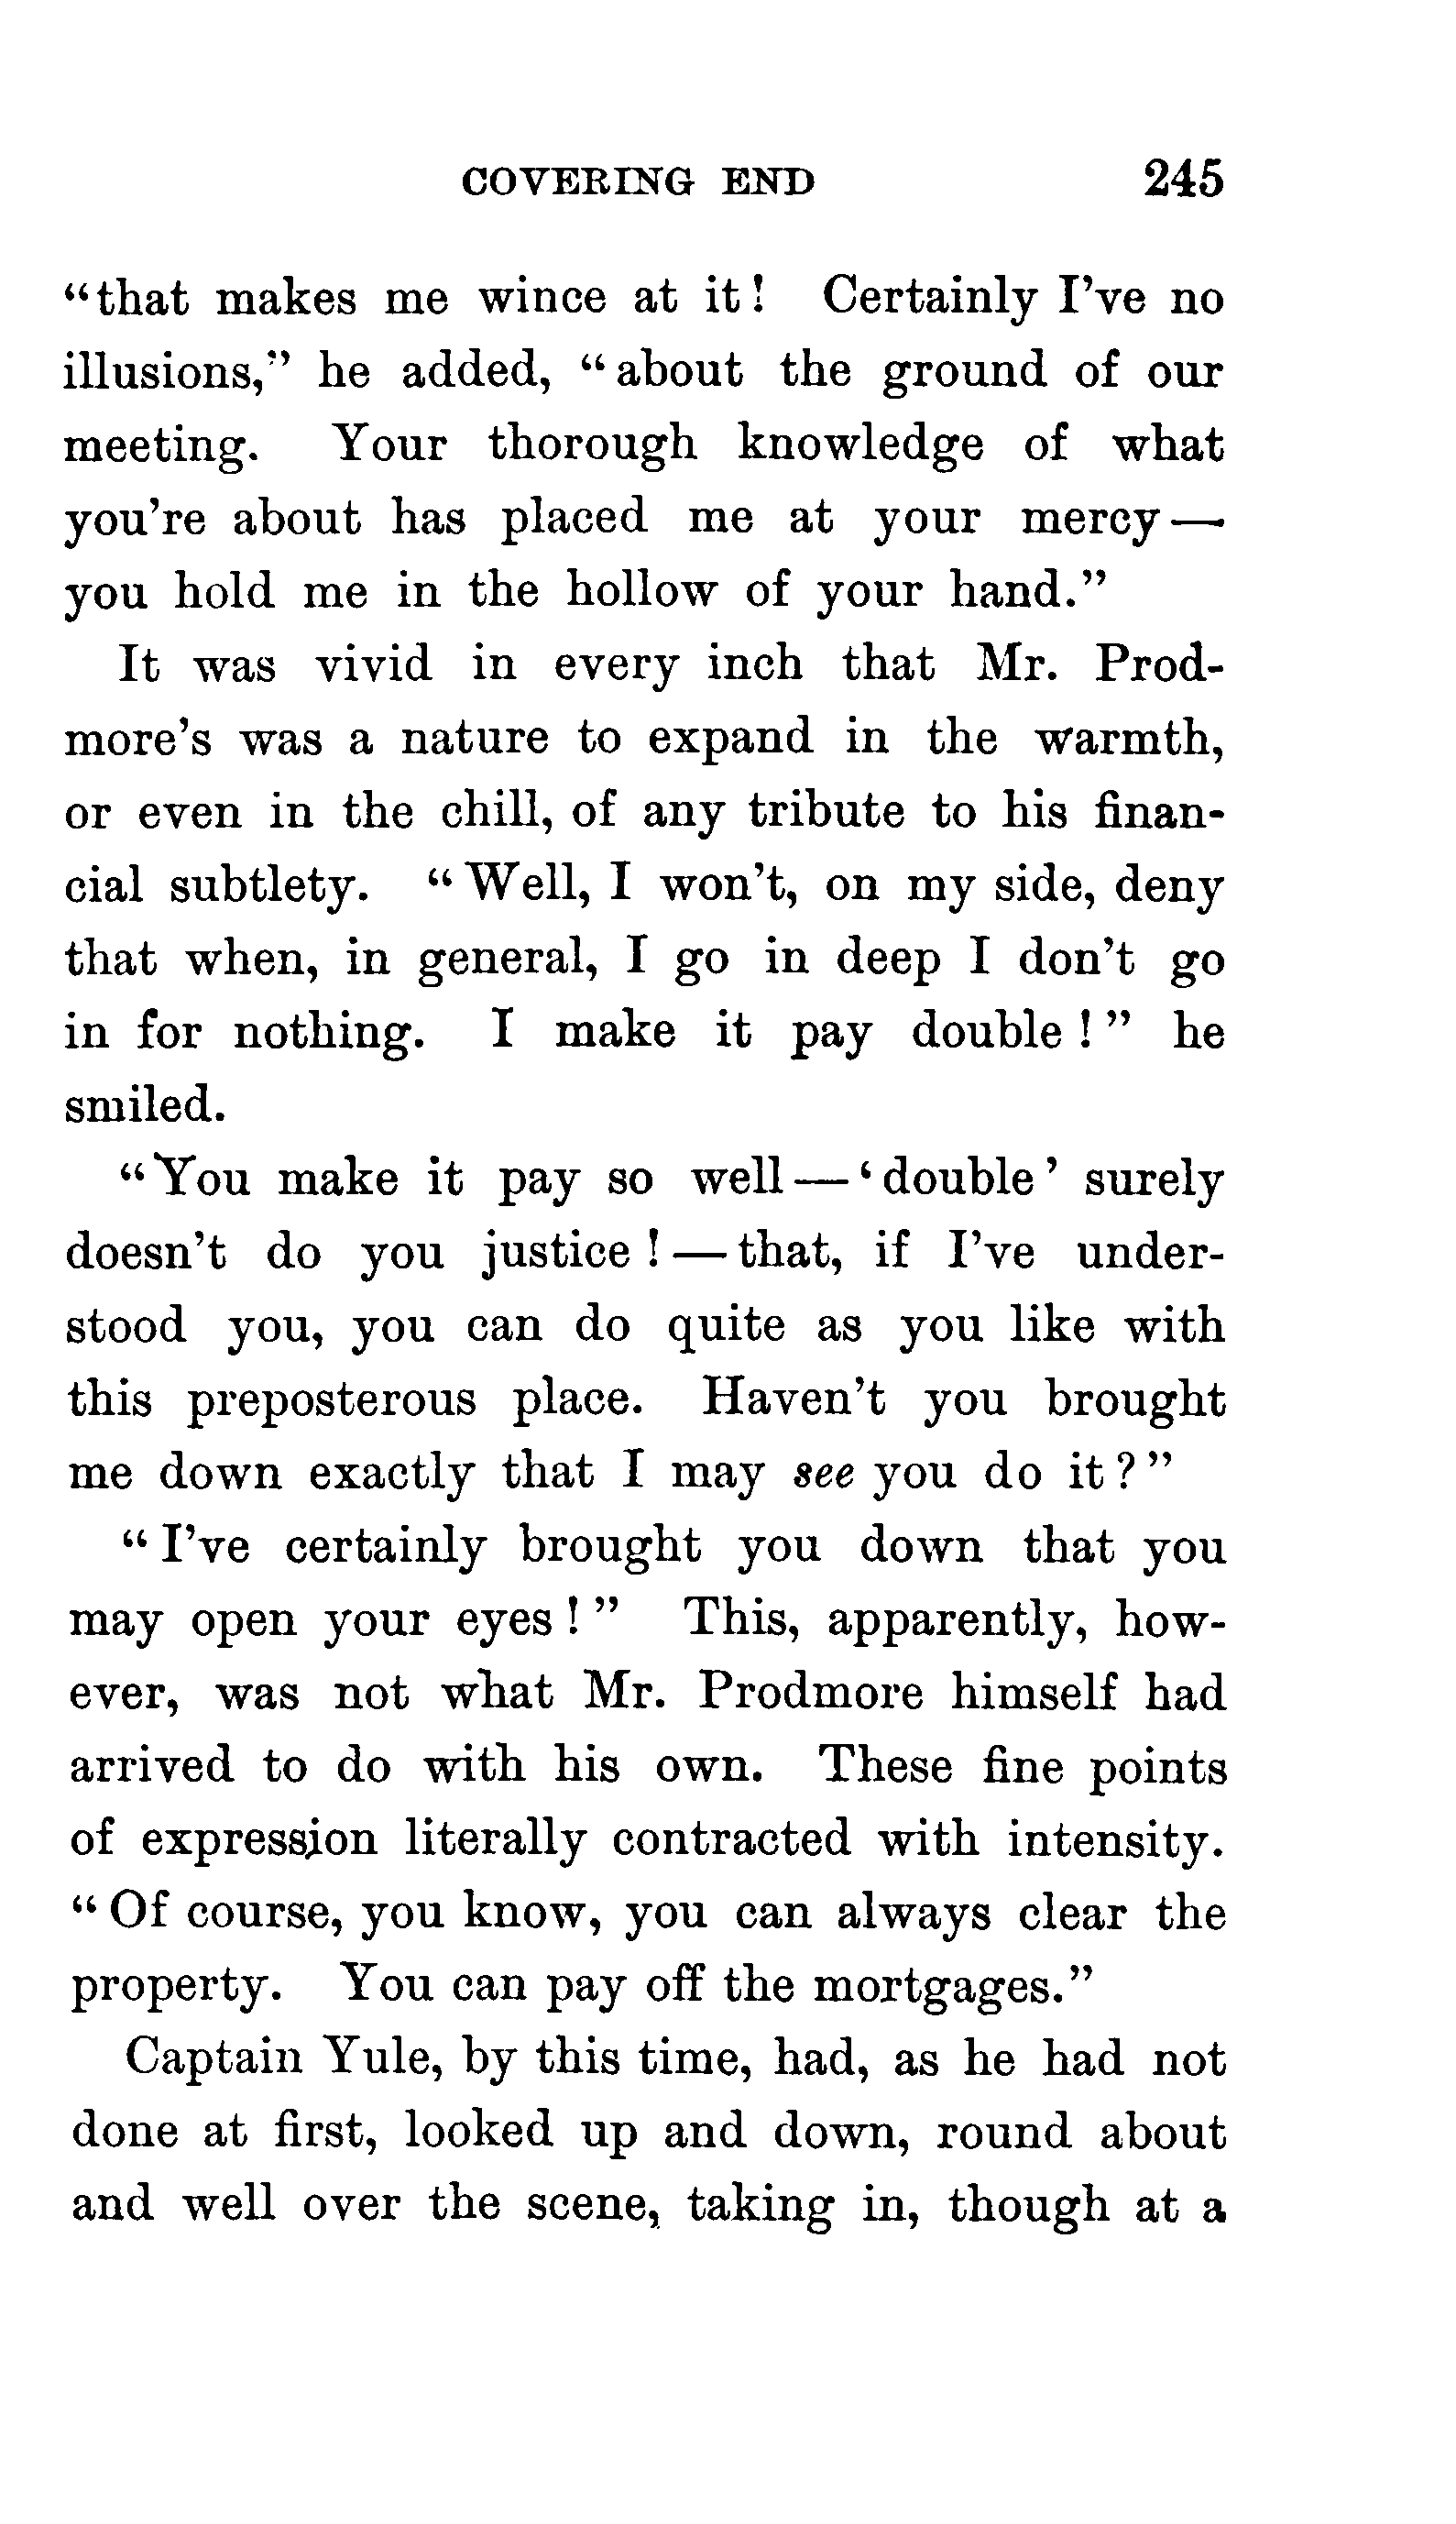 COVERING END 245
“that makes me wince at it! Certainly I’ve no
illusions,” he added, “about the ground of our
meeting. Your thorough knowledge of what
you’re about has placed me at your mercy—
you hold me in the hollow of your hand.”
It was vivid in every inch that Mr. Prod-
more’s was a nature to expand in the warmth,
or even in the chill, of any tribute to his finan-
cial subtlety. “Well, I won’t, on my side, deny
that when, in general, I go in deep I don’t go
in for nothing. I make it pay double!” he
smiled.
“You make it pay so well—‘double’ surely
doesn’t do you justice!—that, if I’ve under-
stood you, you can do quite as you like with
this preposterous place. Haven’t you brought
me down exactly that I may see you do it?”
“I’ve certainly brought you down that you
may open your eyes!” This, apparently, how-
ever, was not what Mr. Prodmore himself had
arrived to do with his own. These fine points
of expression literally contracted with intensity.
“Of course, you know, you can always clear the
property. You can pay off the mortgages.”
Captain Yule, by this time, had, as he had not
done at first, looked up and down, round about
and well over the scene, taking in, though at a